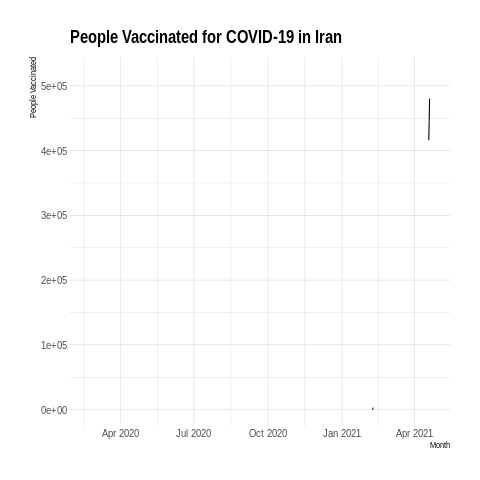 People Vaccinated for COVID-19 in Iran
People Vaccinated
5e+05
4e+05
3e+05
2e+05
1e+05
0e+00
Apr 2020 Jul 2020 Oct 2020 Jan 2021 Apr 2021
Month